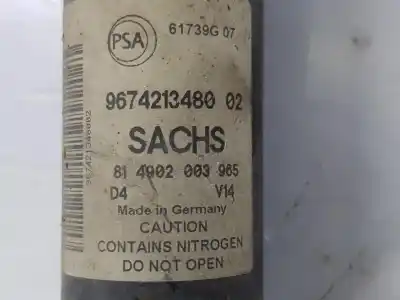 PSA
61739G 07
9674213480 02
SACHS
81 4902 003 965
D4 V14
Made in Germany
CAUTION
CONTAINS NITROGEN
DO NOT OPEN